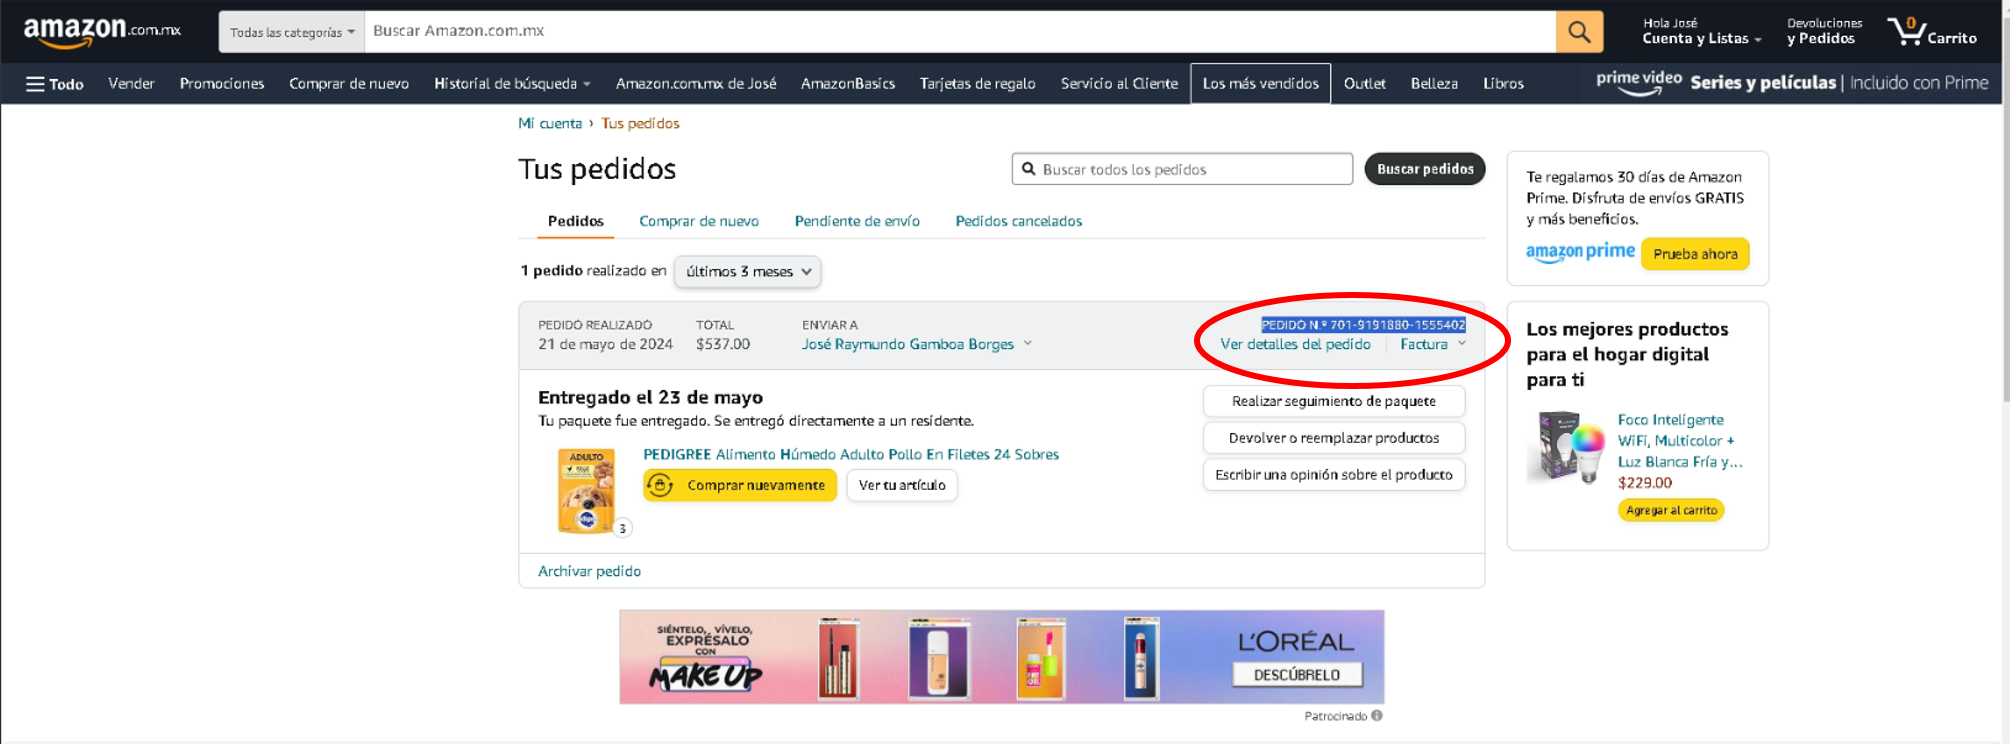 amazon.com.mx
Todas las categorías
Buscar Amazon.com.mx
Hola José
Cuenta y Listas
Devoluciones
y Pedidos
0
Carrito
Todo
Vender
Promociones
Comprar de nuevo
Historial de búsqueda
Amazon.com.mx de José
AmazonBasics
Tarjetas de regalo
Servicio al Cliente
Los más vendidos
Outlet
Belleza
Libros
prime video Series y películas | Incluido con Prime
Mi cuenta › Tus pedidos
Tus pedidos
Buscar todos los pedidos
Buscar pedidos
Pedidos
Comprar de nuevo
Pendiente de envío
Pedidos cancelados
1 pedido realizado en
últimos 3 meses
PEDIDO REALIZADO
21 de mayo de 2024
TOTAL
$537.00
ENVIAR A
José Raymundo Gamboa Borges
PEDIDO N.º 701-9191880-1555402
Ver detalles del pedido
Factura
Entregado el 23 de mayo
Tu paquete fue entregado. Se entregó directamente a un residente.
ADULTO
PEDIGREE Alimento Húmedo Adulto Pollo En Filetes 24 Sobres
Comprar nuevamente
Ver tu artículo
3
Realizar seguimiento de paquete
Devolver o reemplazar productos
Escribir una opinión sobre el producto
Archivar pedido
Te regalamos 30 días de Amazon
Prime. Disfruta de envíos GRATIS
y más beneficios.
amazon prime
Prueba ahora
Los mejores productos
para el hogar digital
para ti
Foco Inteligente
WiFi, Multicolor +
Luz Blanca Fría y...
$229.00
Agregar al carrito
SIÉNTELO, VÍVELO,
EXPRÉSALO
CON
MAKE UP
L'ORÉAL
DESCÚBRELO
Patrocinado